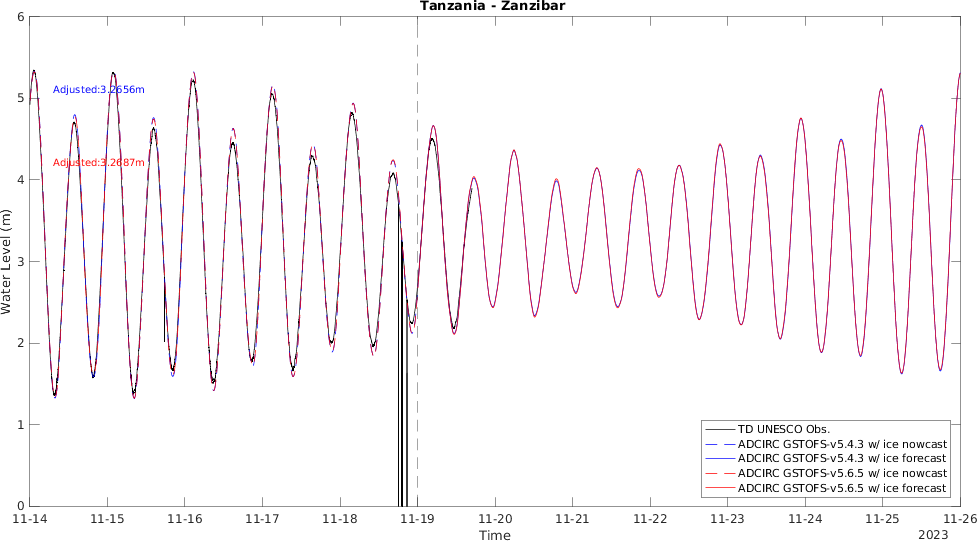 Tanzania - Zanzibar
6
5
4
3
2
1
0
Water Level (m)
Adjusted:3.2656m
Adjusted:3.2687m
TD UNESCO Obs.
ADCIRC GSTOFS-v5.4.3 w/ ice nowcast
ADCIRC GSTOFS-v5.4.3 w/ ice forecast
ADCIRC GSTOFS-v5.6.5 w/ ice nowcast
ADCIRC GSTOFS-v5.6.5 w/ ice forecast
11-14 11-15 11-16 11-17 11-18 11-19 11-20 11-21 11-22 11-23 11-24 11-25 11-26
Time
2023